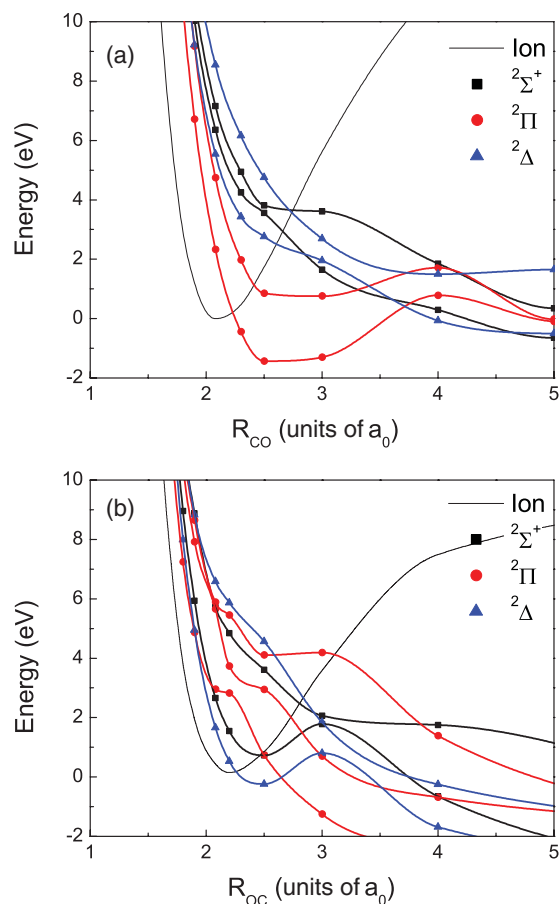 (a)
Ion
²Σ⁺
²Π
²Δ
Energy (eV)
10
8
6
4
2
0
-2
1
2
3
4
5
R_CO (units of a₀)
(b)
Ion
²Σ⁺
²Π
²Δ
Energy (eV)
10
8
6
4
2
0
-2
1
2
3
4
5
R_OC (units of a₀)